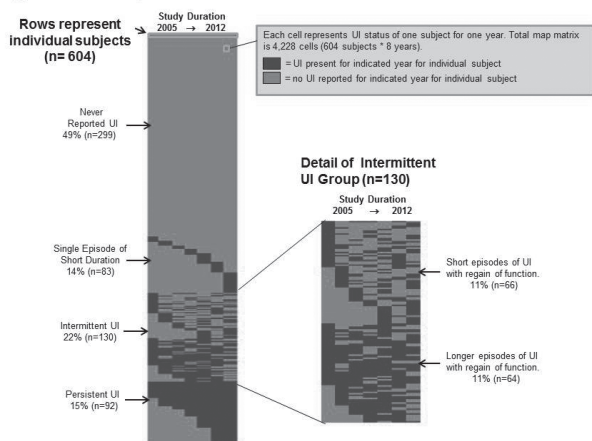 Rows represent
individual subjects
(n= 604)
Study Duration
2005 → 2012
Each cell represents UI status of one subject for one year. Total map matrix
is 4,228 cells (604 subjects * 8 years).
= UI present for indicated year for individual subject
= no UI reported for indicated year for individual subject
Never
Reported UI
49% (n=299)
Single Episode of
Short Duration
14% (n=83)
Intermittent UI
22% (n=130)
Persistent UI
15% (n=92)
Detail of Intermittent
UI Group (n=130)
Study Duration
2005 → 2012
Short episodes of UI
with regain of function.
11% (n=66)
Longer episodes of UI
with regain of function.
11% (n=64)